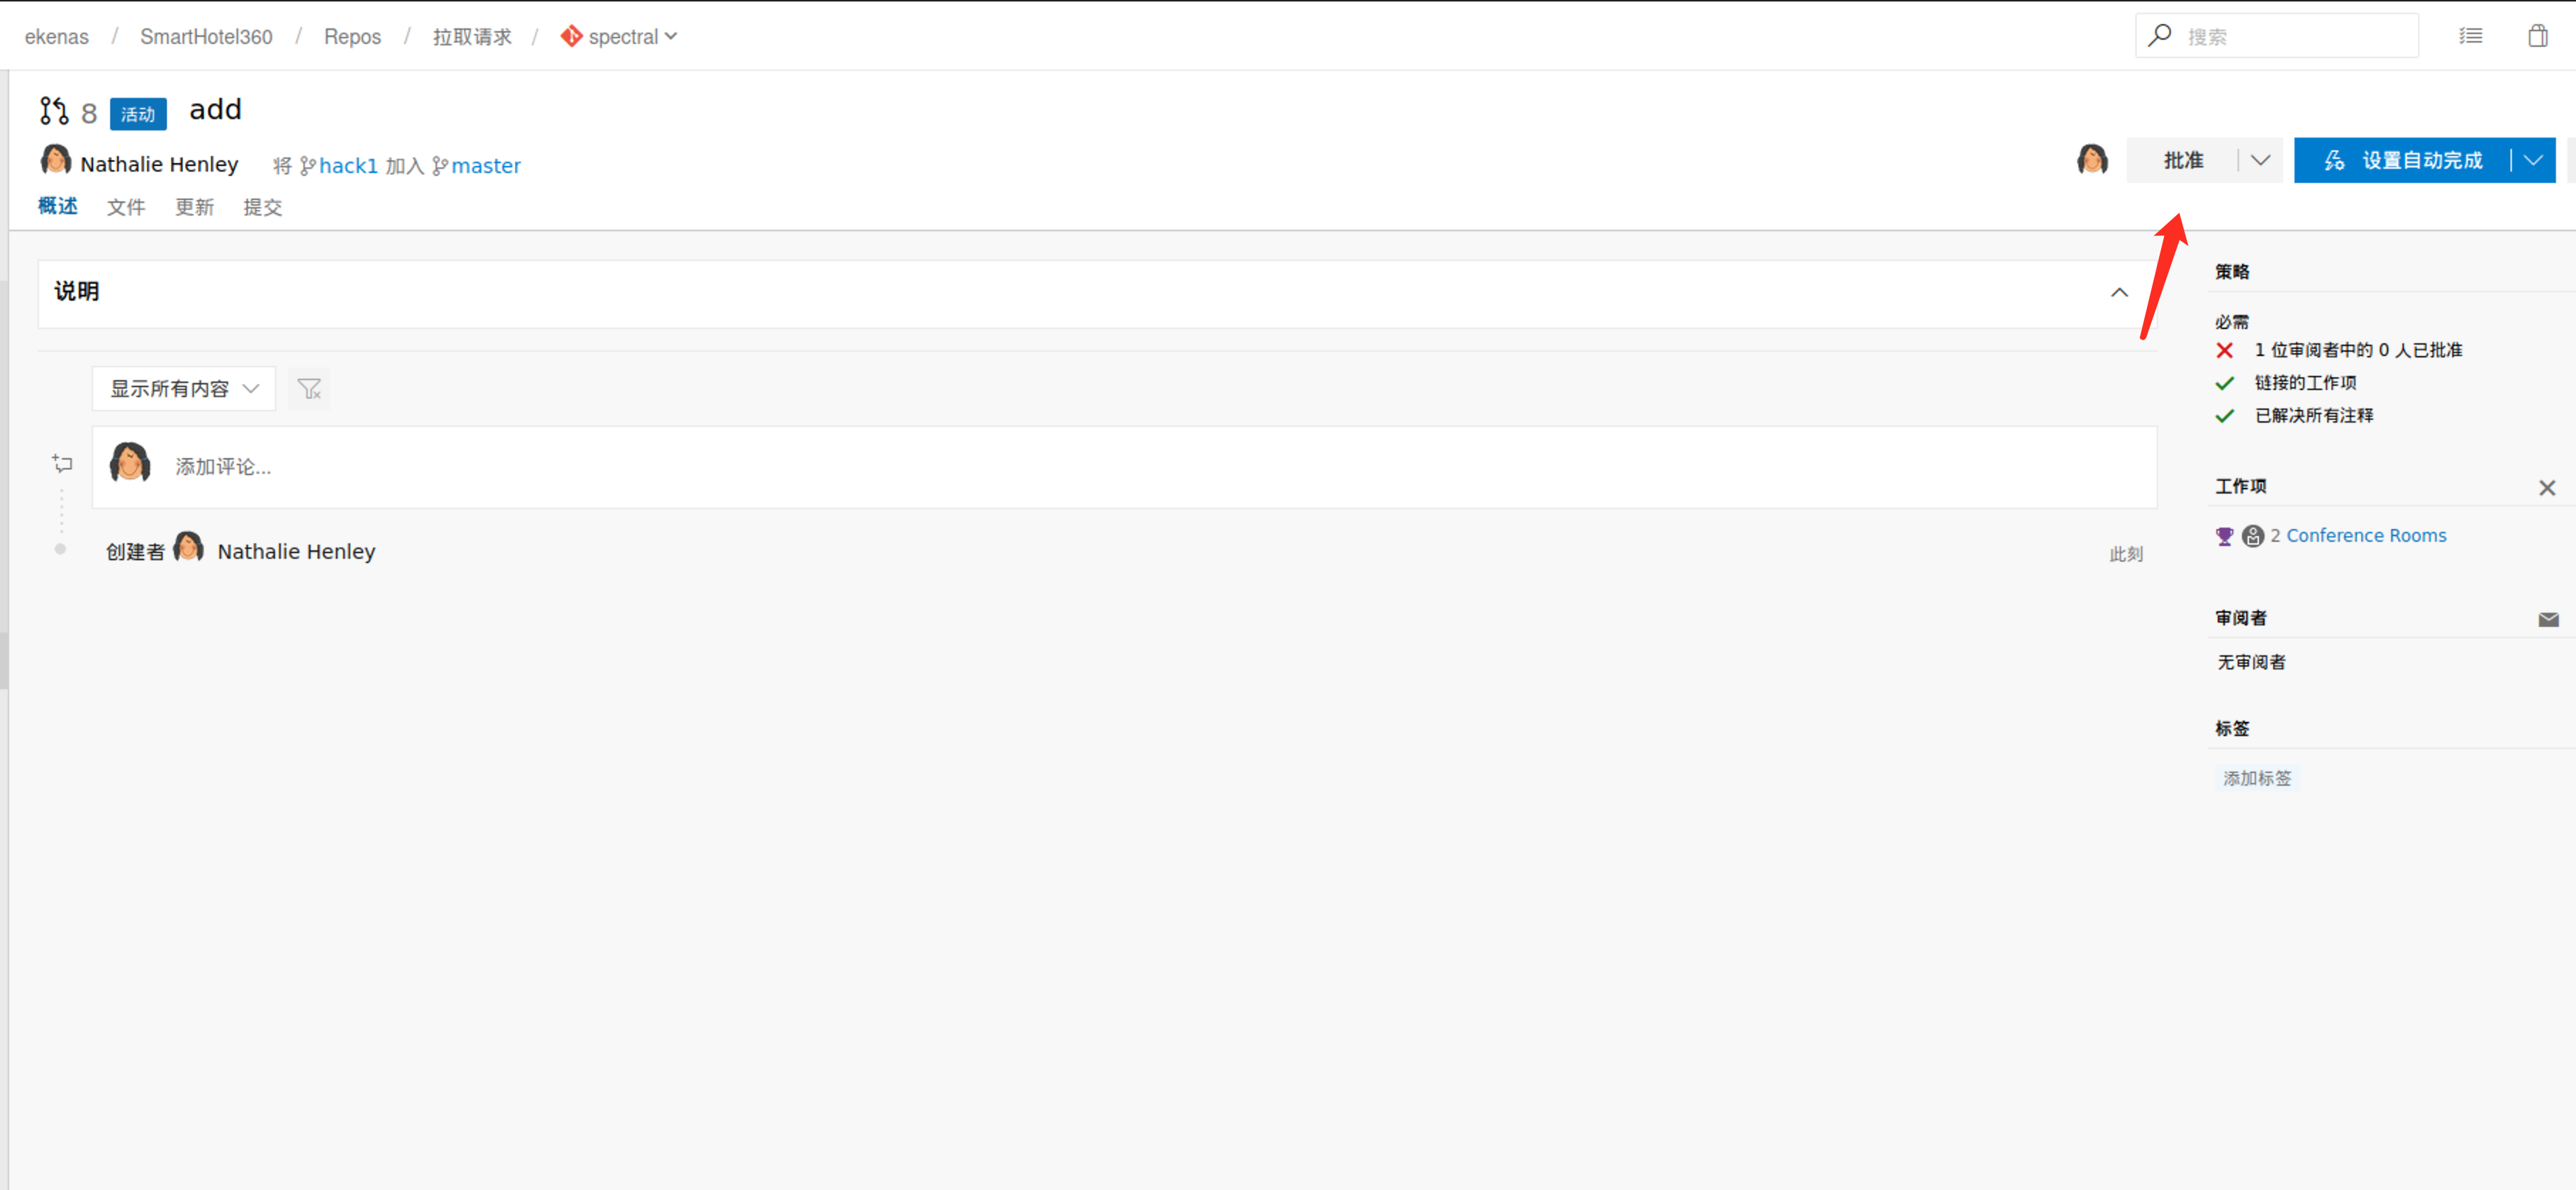 ekenas / SmartHotel360 / Repos / 拉取请求 / spectral
搜索
8 活动 add
Nathalie Henley 将 hack1 加入 master
批准
设置自动完成
概述 文件 更新 提交
说明
显示所有内容
添加评论...
创建者 Nathalie Henley
此刻
策略
必需
1 位审阅者中的 0 人已批准
链接的工作项
已解决所有注释
工作项
2 Conference Rooms
审阅者
无审阅者
标签
添加标签